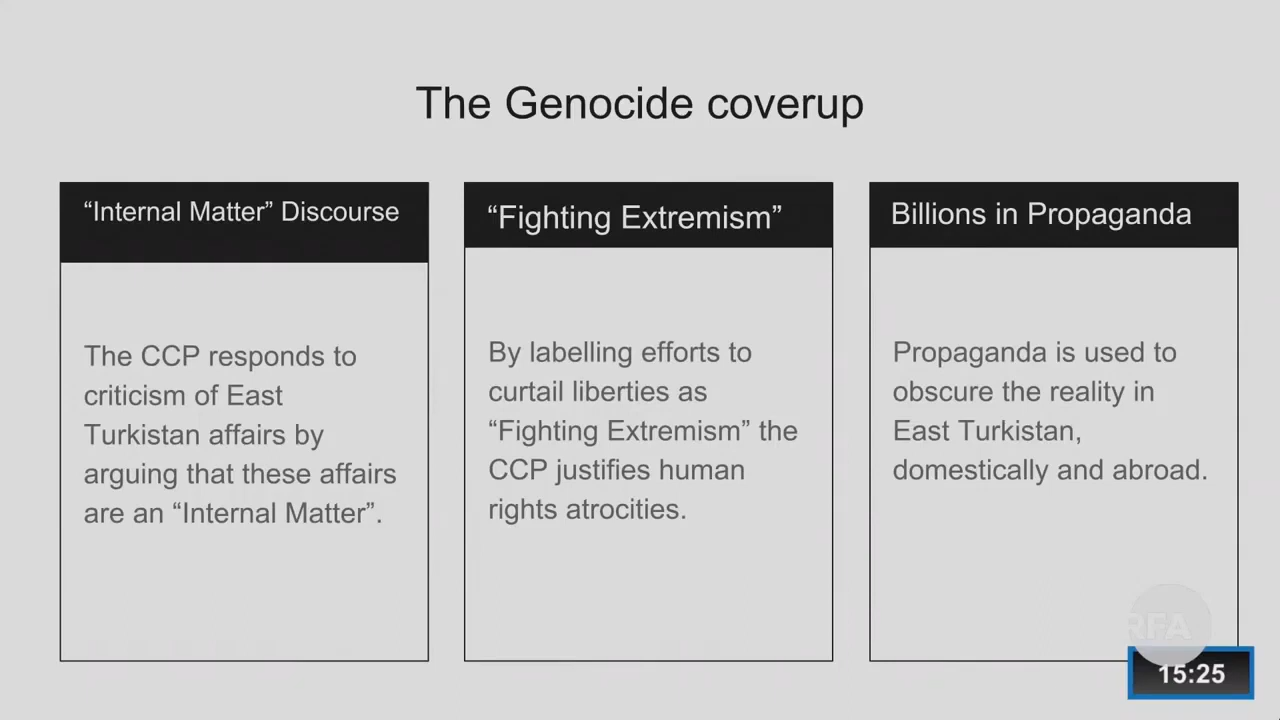 The Genocide coverup
“Internal Matter” Discourse
The CCP responds to
criticism of East
Turkistan affairs by
arguing that these affairs
are an “Internal Matter”.
“Fighting Extremism”
By labelling efforts to
curtail liberties as
“Fighting Extremism” the
CCP justifies human
rights atrocities.
Billions in Propaganda
Propaganda is used to
obscure the reality in
East Turkistan,
domestically and abroad.
RFA
15:25